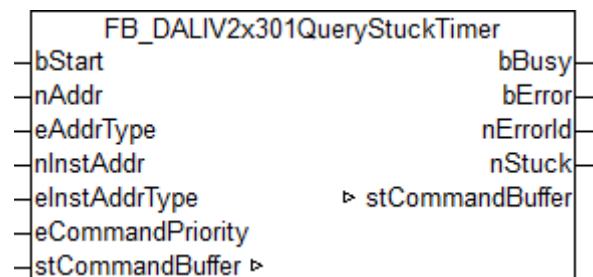 FB_DALIV2x301QueryStuckTimer
bStart bBusy
nAddr bError
eAddrType nErrorId
nInstAddr nStuck
eInstAddrType ▹ stCommandBuffer
eCommandPriority
stCommandBuffer ▹